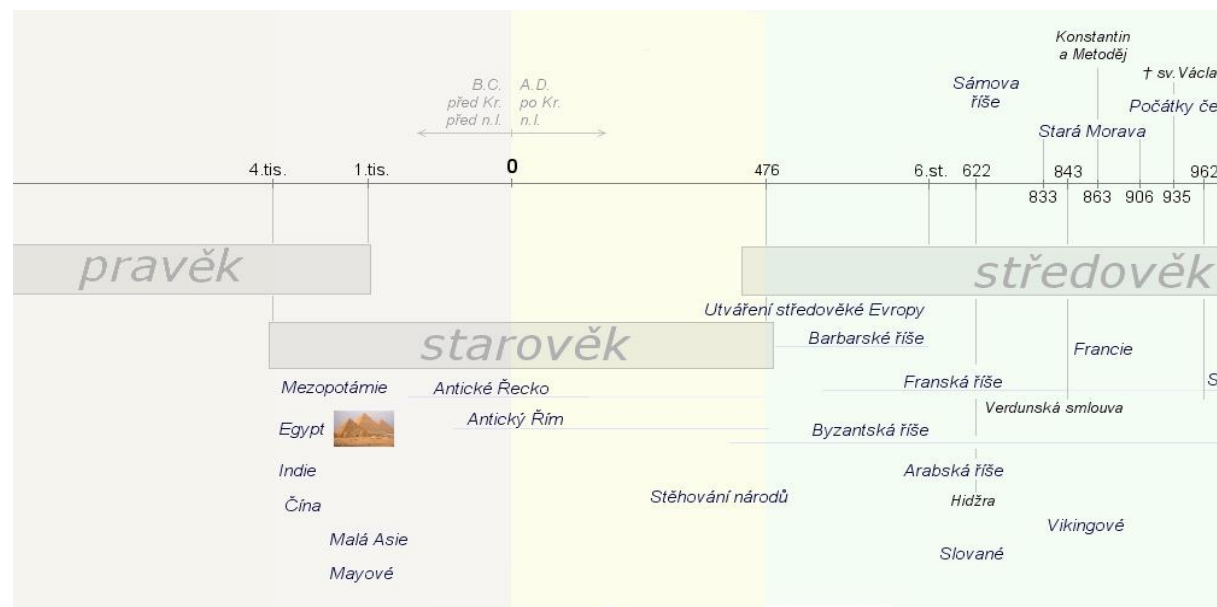 Konstantin
a Metoděj
† sv.Václa
Sámova
říše
Počátky če
Stará Morava
B.C. A.D.
před Kr. po Kr.
před n.l. n.l.
4.tis. 1.tis. 0 476 6.st. 622 843 962
833 863 906 935
pravěk
středověk
Utváření středověké Evropy
starověk
Barbarské říše
Francie
Mezopotámie
Antické Řecko
Franská říše
S
Verdunská smlouva
Antický Řím
Egypt
Byzantská říše
Indie
Arabská říše
Stěhování národů
Hidžra
Čína
Vikingové
Malá Asie
Slované
Mayové